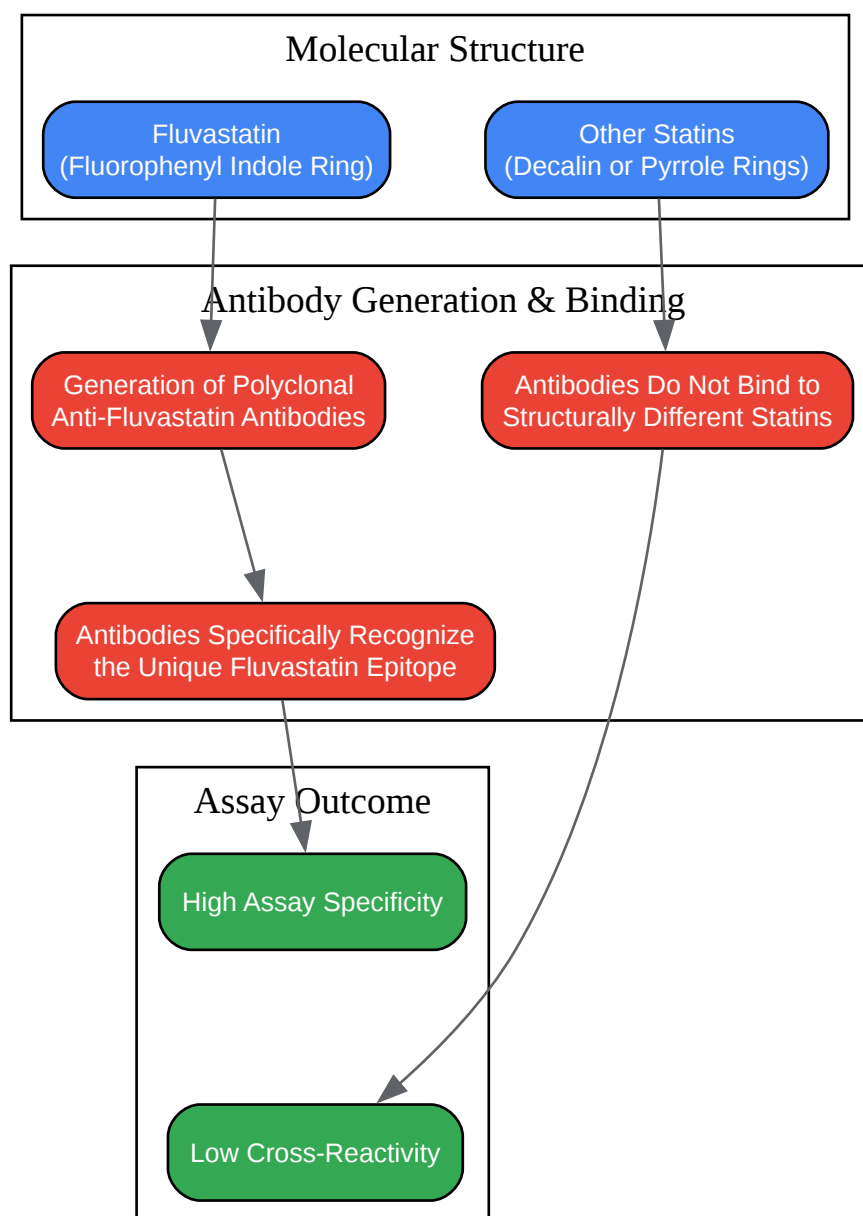 Molecular Structure
Fluvastatin
(Fluorophenyl Indole Ring)
Other Statins
(Decalin or Pyrrole Rings)
Antibody Generation & Binding
Generation of Polyclonal
Anti-Fluvastatin Antibodies
Antibodies Do Not Bind to
Structurally Different Statins
Antibodies Specifically Recognize
the Unique Fluvastatin Epitope
Assay Outcome
High Assay Specificity
Low Cross-Reactivity